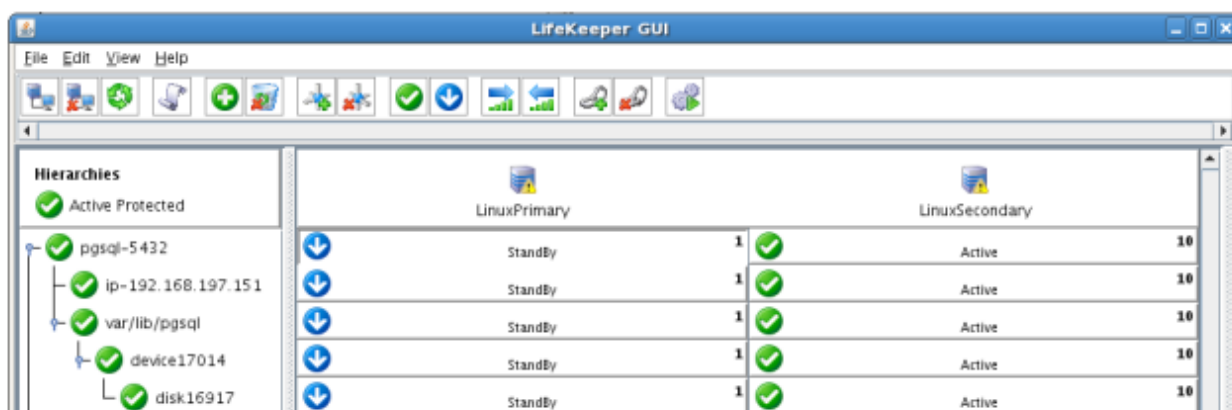 LifeKeeper GUI
File Edit View Help
Hierarchies
Active Protected
LinuxPrimary
LinuxSecondary
pgsql-5432
StandBy 1
Active 10
ip-192.168.197.151
StandBy 1
Active 10
var/lib/pgsql
StandBy 1
Active 10
device17014
StandBy 1
Active 10
disk16917
StandBy 1
Active 10